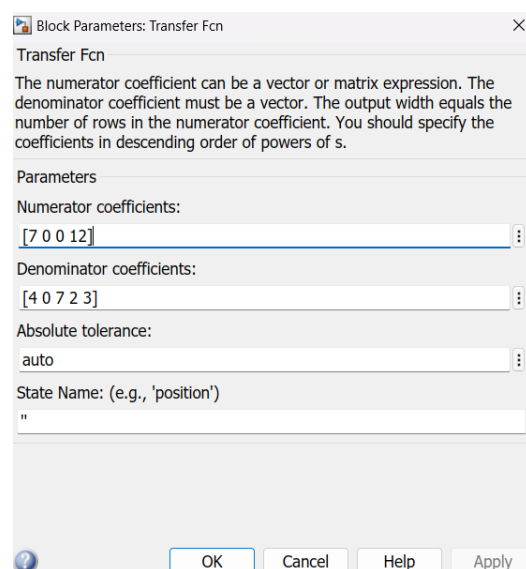 Block Parameters: Transfer Fcn
Transfer Fcn
The numerator coefficient can be a vector or matrix expression. The
denominator coefficient must be a vector. The output width equals the
number of rows in the numerator coefficient. You should specify the
coefficients in descending order of powers of s.
Parameters
Numerator coefficients:
[7 0 0 12]
Denominator coefficients:
[4 0 7 2 3]
Absolute tolerance:
auto
State Name: (e.g., 'position')
''
OK Cancel Help Apply